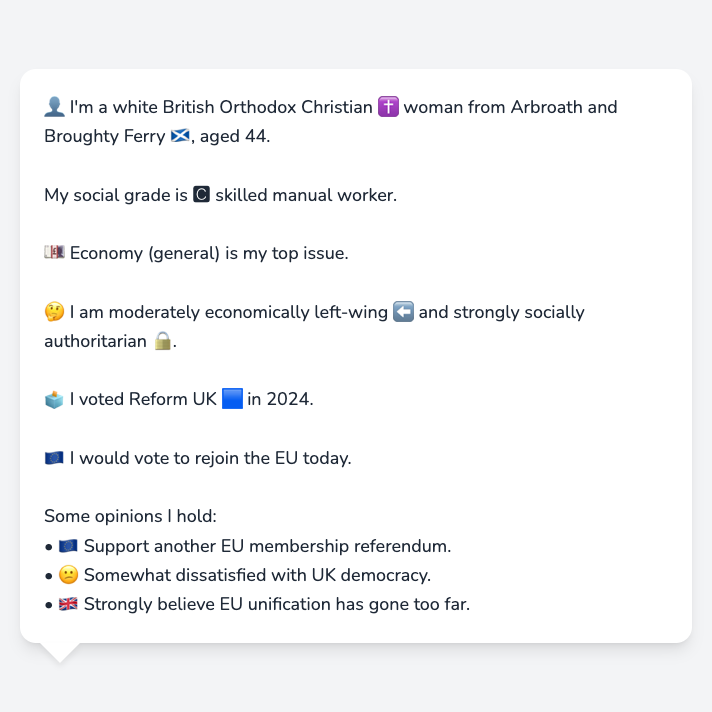 👤 I'm a white British Orthodox Christian ✝️ woman from Arbroath and
Broughty Ferry 🏴󠁧󠁢󠁳󠁣󠁴󠁿, aged 44.
My social grade is 🅲 skilled manual worker.
💷 Economy (general) is my top issue.
🤔 I am moderately economically left-wing ⬅️ and strongly socially
authoritarian 🔒.
🗳️ I voted Reform UK 🟦 in 2024.
🇪🇺 I would vote to rejoin the EU today.
Some opinions I hold:
• 🇪🇺 Support another EU membership referendum.
• 😕 Somewhat dissatisfied with UK democracy.
• 🇬🇧 Strongly believe EU unification has gone too far.